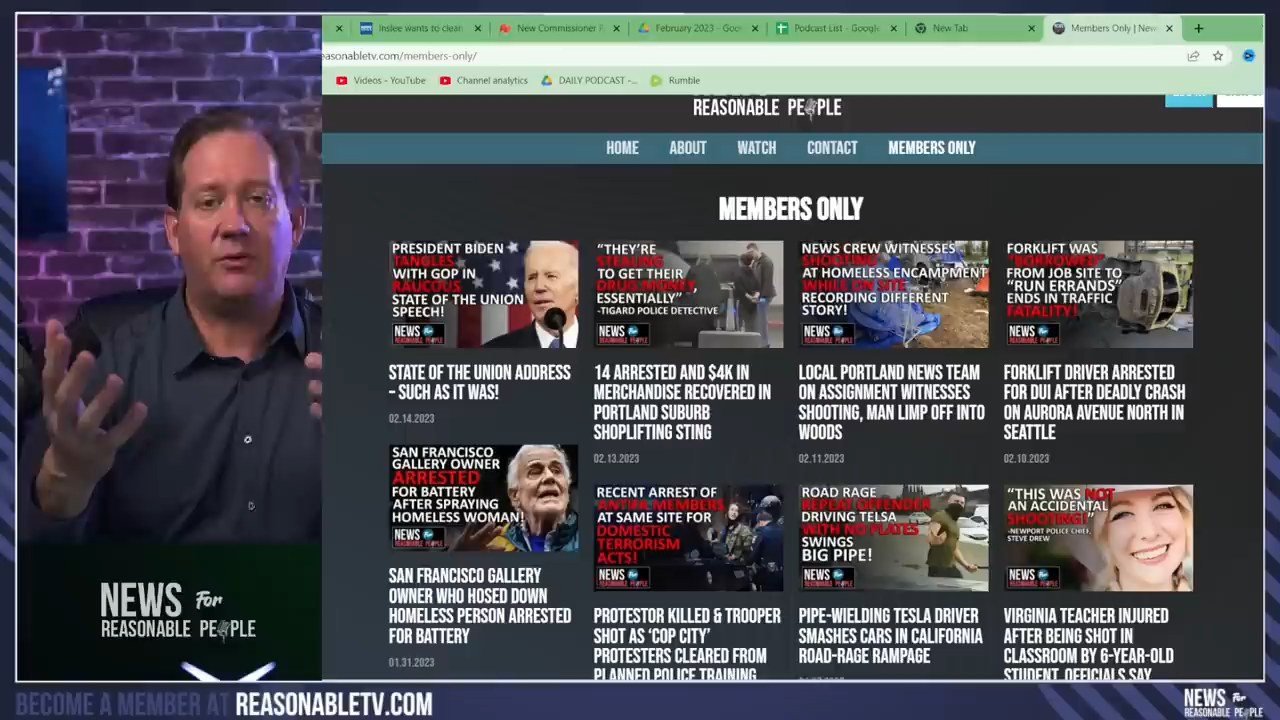 Inslee wants to clear
New Commissioner R
February 2023 - Goo
Podcast List - Google
New Tab
Members Only | New
easonabletv.com/members-only/
Videos - YouTube
Channel analytics
DAILY PODCAST -...
Rumble
REASONABLE PEOPLE
HOME
ABOUT
WATCH
CONTACT
MEMBERS ONLY
MEMBERS ONLY
PRESIDENT BIDEN
TANGLES
WITH GOP IN
RAUCOUS
STATE OF THE UNION
SPEECH!
NEWS For
REASONABLE PEOPLE
STATE OF THE UNION ADDRESS
– SUCH AS IT WAS!
02.14.2023
“THEY'RE
STEALING
TO GET THEIR
DRUG MONEY,
ESSENTIALLY”
-TIGARD POLICE DETECTIVE
NEWS For
REASONABLE PEOPLE
14 ARRESTED AND $4K IN
MERCHANDISE RECOVERED IN
PORTLAND SUBURB
SHOPLIFTING STING
02.13.2023
NEWS CREW WITNESSES
SHOOTING
AT HOMELESS ENCAMPMENT
WHILE ON SITE
RECORDING DIFFERENT
STORY!
NEWS For
REASONABLE PEOPLE
LOCAL PORTLAND NEWS TEAM
ON ASSIGNMENT WITNESSES
SHOOTING, MAN LIMP OFF INTO
WOODS
02.11.2023
FORKLIFT WAS
“BORROWED”
FROM JOB SITE TO
“RUN ERRANDS”
ENDS IN TRAFFIC
FATALITY!
NEWS For
REASONABLE PEOPLE
FORKLIFT DRIVER ARRESTED
FOR DUI AFTER DEADLY CRASH
ON AURORA AVENUE NORTH IN
SEATTLE
02.10.2023
SAN FRANCISCO
GALLERY OWNER
ARRESTED
FOR BATTERY
AFTER SPRAYING
HOMELESS WOMAN!
NEWS For
REASONABLE PEOPLE
SAN FRANCISCO GALLERY
OWNER WHO HOSED DOWN
HOMELESS PERSON ARRESTED
FOR BATTERY
01.31.2023
RECENT ARREST OF
ANTIFA MEMBERS
AT SAME SITE FOR
DOMESTIC
TERRORISM
ACTS!
NEWS For
REASONABLE PEOPLE
PROTESTOR KILLED & TROOPER
SHOT AS ‘COP CITY’
PROTESTERS CLEARED FROM
PLANNED POLICE TRAINING
ROAD RAGE
REPEAT OFFENDER
DRIVING TELSA
WITH NO PLATES
SWINGS
BIG PIPE!
NEWS For
REASONABLE PEOPLE
PIPE-WIELDING TESLA DRIVER
SMASHES CARS IN CALIFORNIA
ROAD-RAGE RAMPAGE
“THIS WAS NOT
AN ACCIDENTAL
SHOOTING!”
-NEWPORT POLICE CHIEF,
STEVE DREW
NEWS For
REASONABLE PEOPLE
VIRGINIA TEACHER INJURED
AFTER BEING SHOT IN
CLASSROOM BY 6-YEAR-OLD
STUDENT, OFFICIALS SAY
NEWS For
REASONABLE PEOPLE
BECOME A MEMBER AT REASONABLETV.COM
NEWS For
REASONABLE PEOPLE